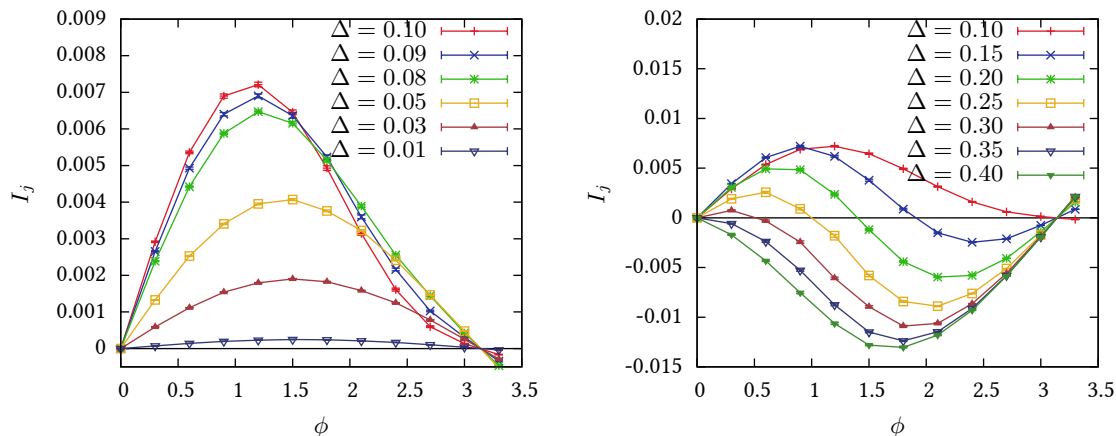 0.009
0.008
0.007
0.006
0.005
0.004
0.003
0.002
0.001
0
I_j
0 0.5 1 1.5 2 2.5 3 3.5
ϕ
Δ = 0.10
Δ = 0.09
Δ = 0.08
Δ = 0.05
Δ = 0.03
Δ = 0.01
0.02
0.015
0.01
0.005
0
-0.005
-0.01
-0.015
I_j
0 0.5 1 1.5 2 2.5 3 3.5
ϕ
Δ = 0.10
Δ = 0.15
Δ = 0.20
Δ = 0.25
Δ = 0.30
Δ = 0.35
Δ = 0.40